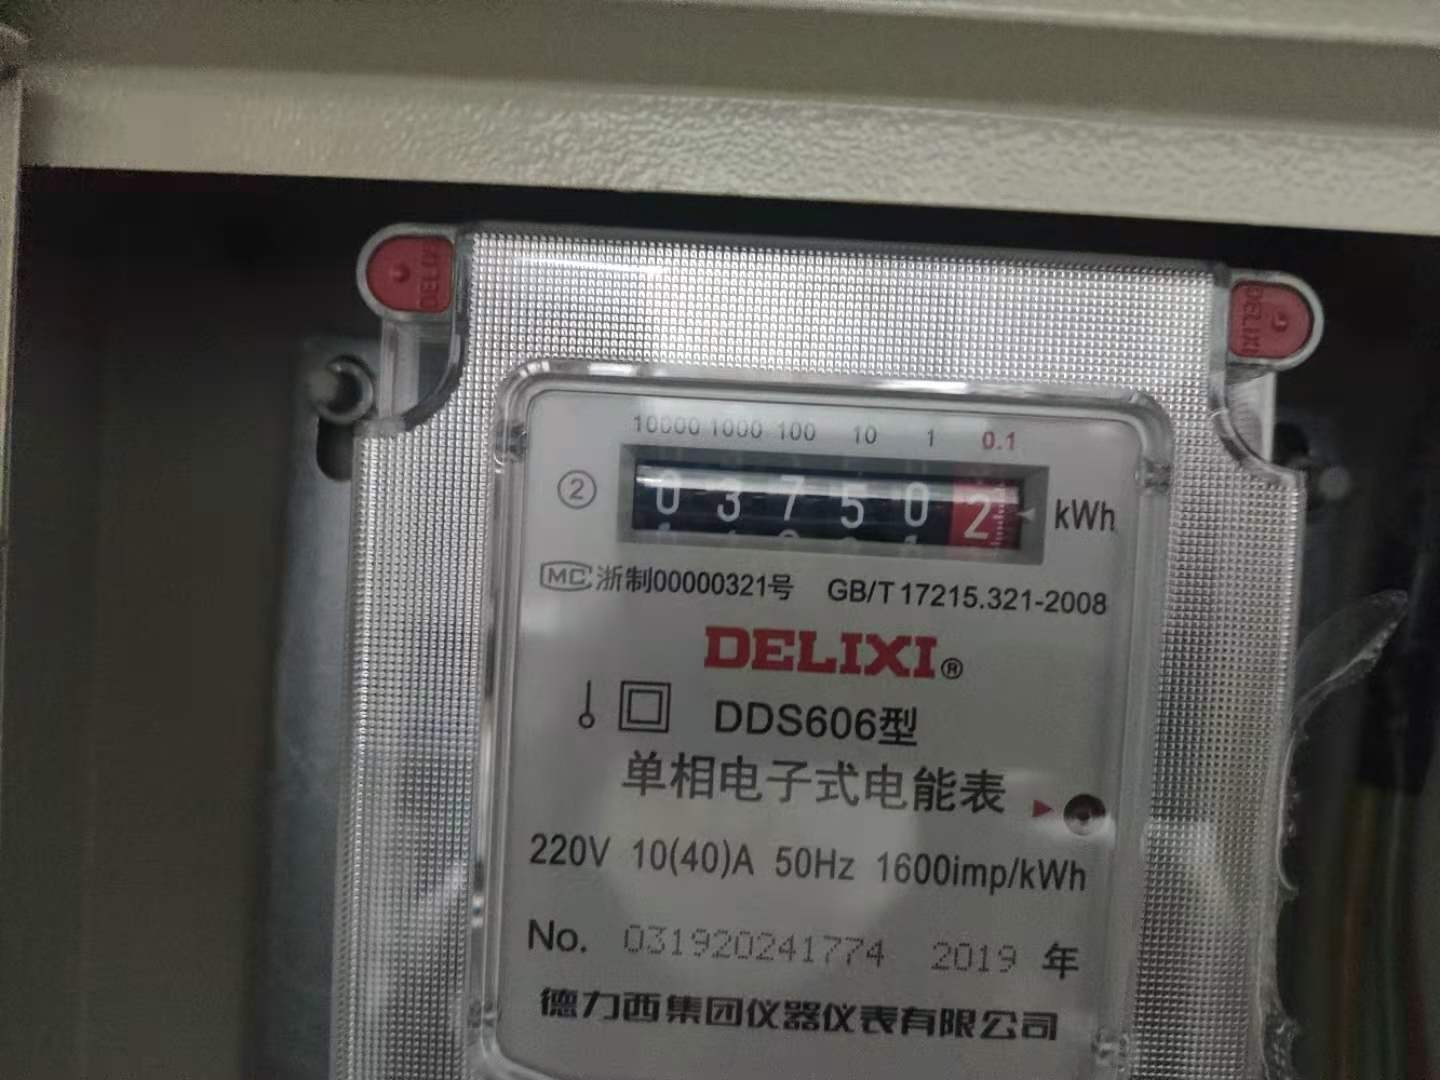 10000 1000 100 10 1 0.1
② 0 3 7 5 0 2 kWh
MC 浙制00000321号 GB/T 17215.321-2008
DELIXI®
DDS606型
单相电子式电能表
220V 10(40)A 50Hz 1600imp/kWh
No. 031920241774 2019 年
德力西集团仪器仪表有限公司
DELIXI